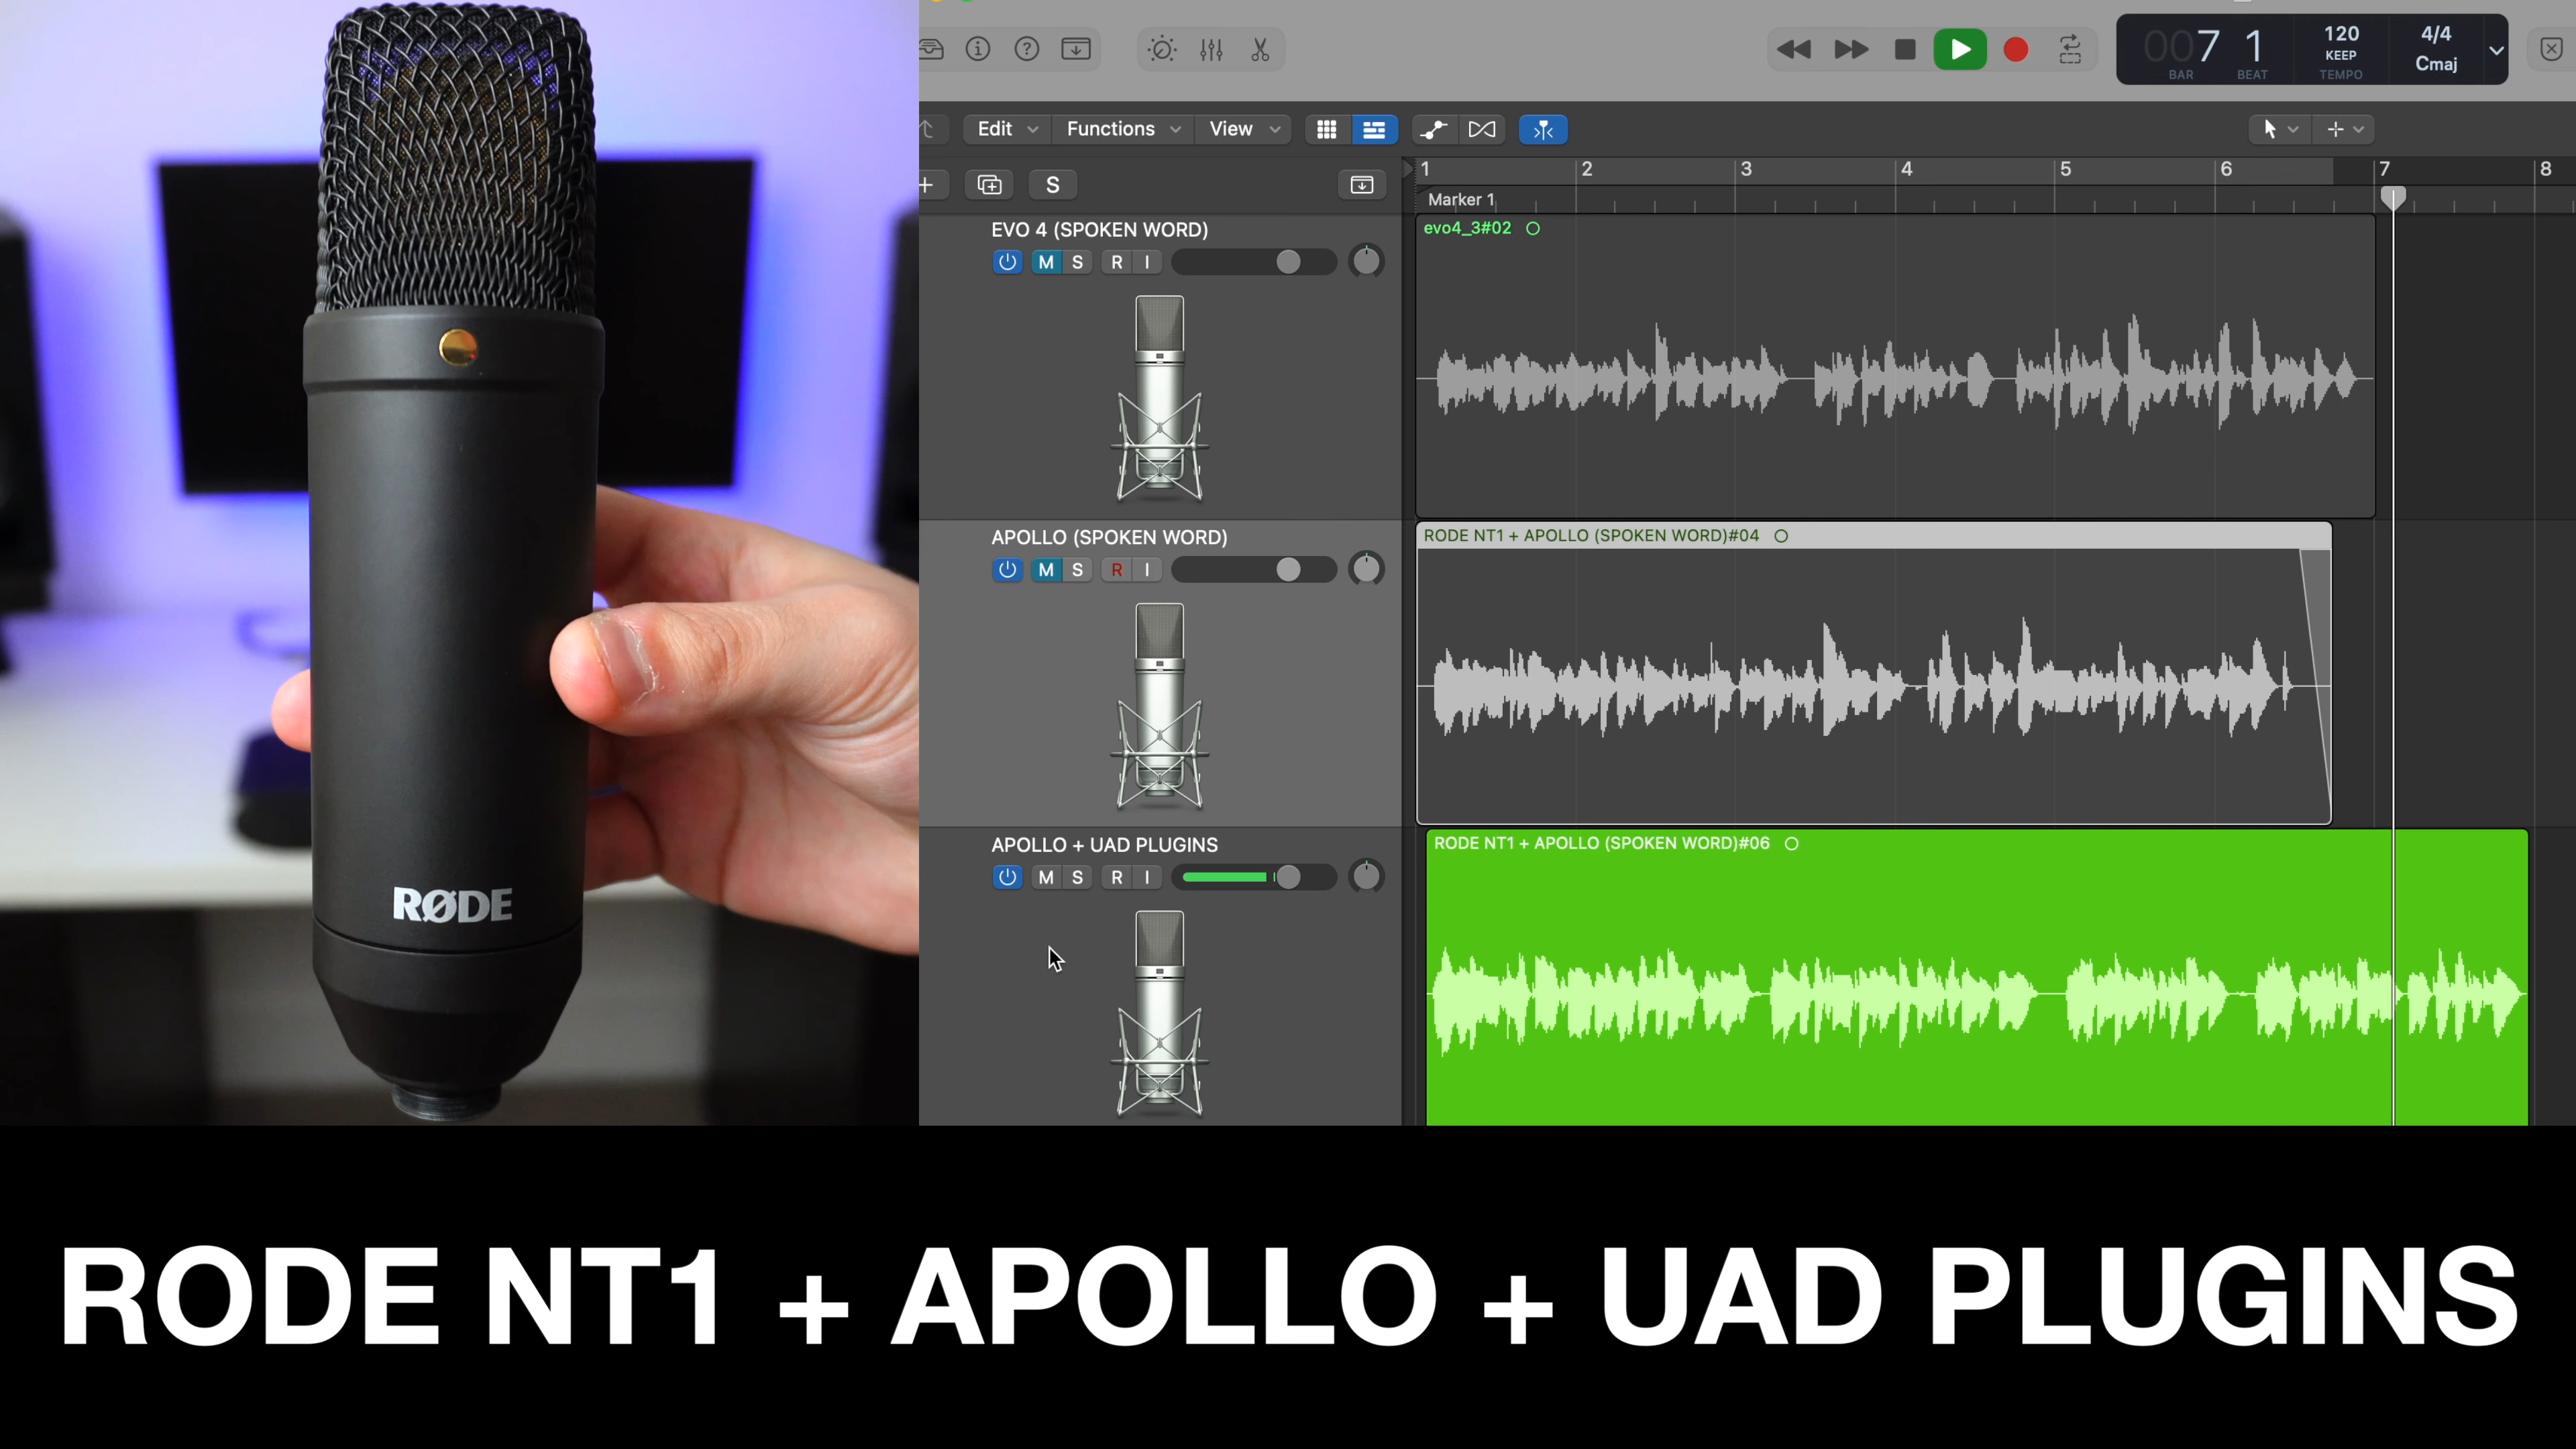 RØDE
007 1
BAR BEAT
120
KEEP
TEMPO
4/4
Cmaj
Edit Functions View
S
1 2 3 4 5 6 7 8
Marker 1
EVO 4 (SPOKEN WORD)
M S R I
evo4_3#02
APOLLO (SPOKEN WORD)
M S R I
RODE NT1 + APOLLO (SPOKEN WORD)#04
APOLLO + UAD PLUGINS
M S R I
RODE NT1 + APOLLO (SPOKEN WORD)#06
RODE NT1 + APOLLO + UAD PLUGINS